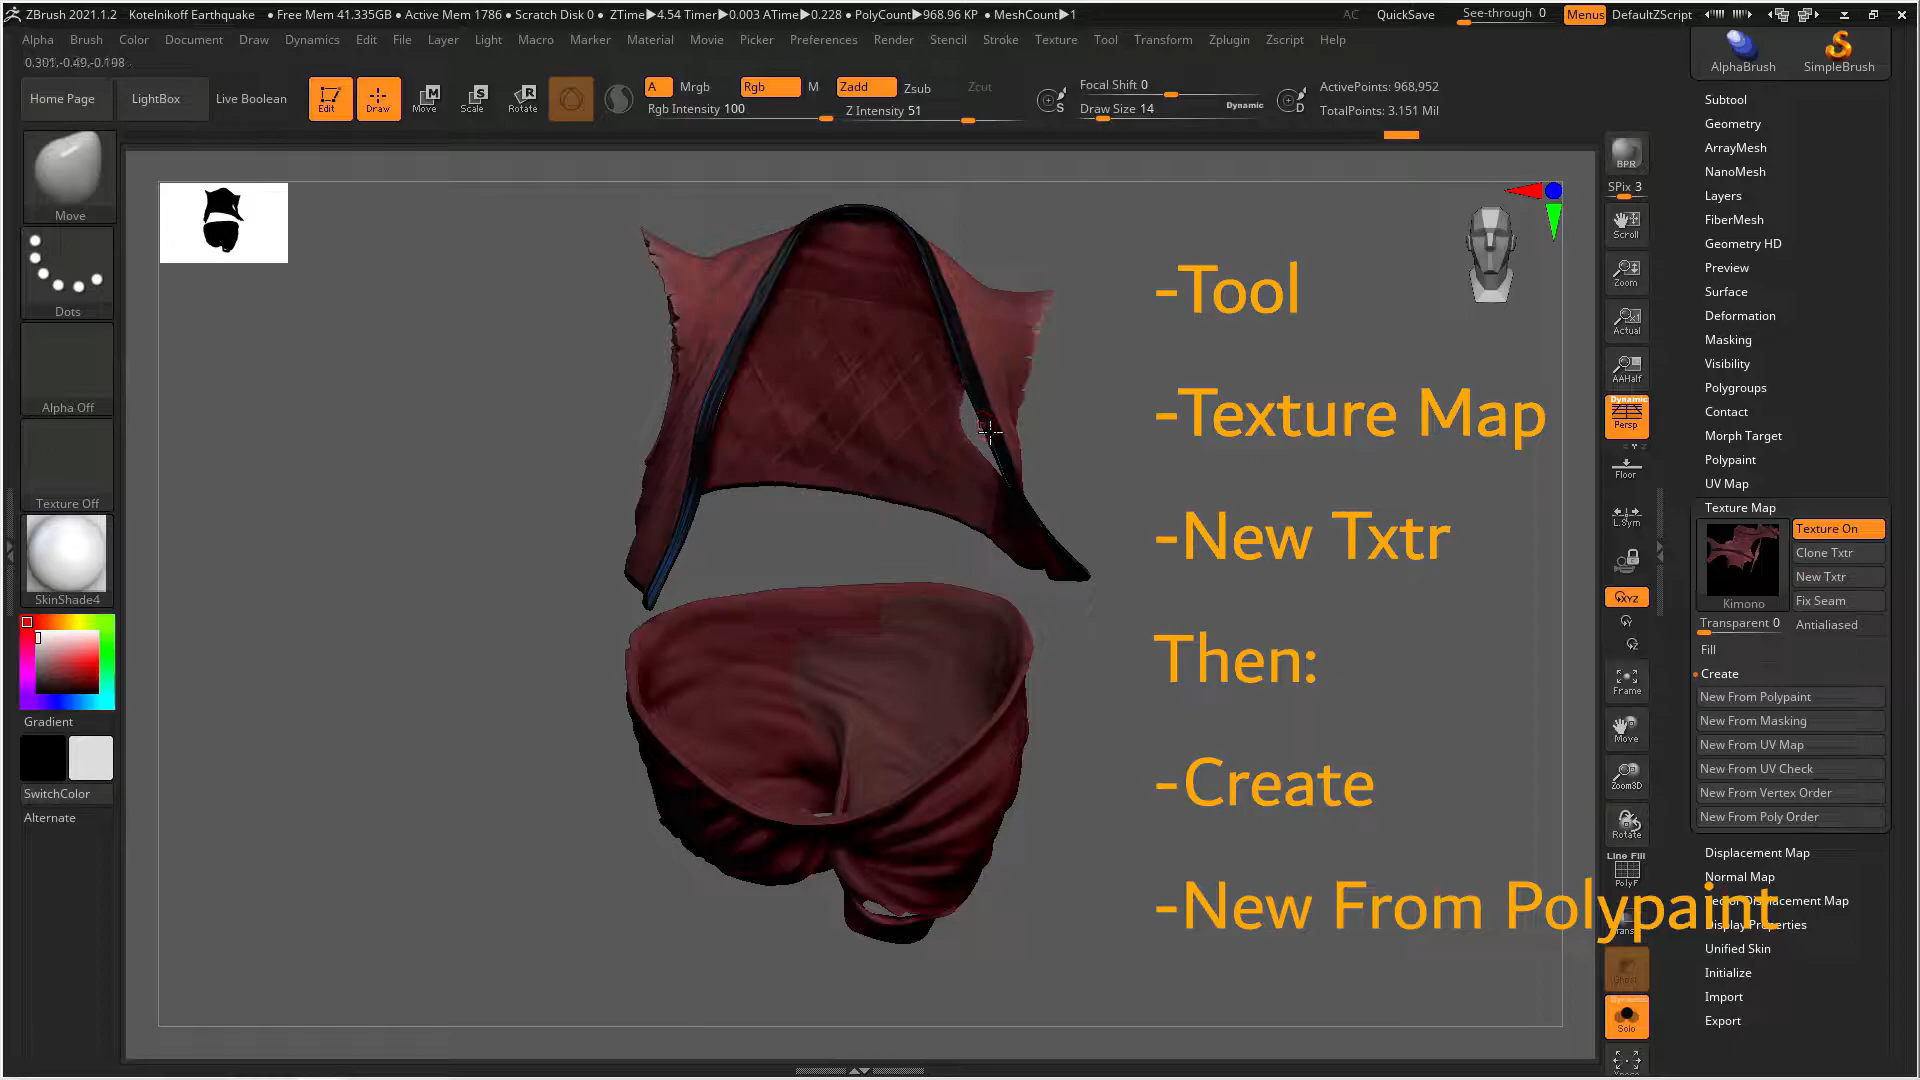 ZBrush 2021.1.2 Kotelnikoff Earthquake • Free Mem 41.335GB • Active Mem 1786 • Scratch Disk 0 • ZTime▶4.54 Timer▶0.003 ATime▶0.228 • PolyCount▶968.96 KP • MeshCount▶1 AC QuickSave See-through 0 Menus DefaultZScript
Alpha Brush Color Document Draw Dynamics Edit File Layer Light Macro Marker Material Movie Picker Preferences Render Stencil Stroke Texture Tool Transform Zplugin Zscript Help
0.301,-0.49,-0.198
Home Page LightBox Live Boolean Edit Draw Move Scale Rotate
A Mrgb Rgb M Zadd Zsub Zcut
Rgb Intensity 100 Z Intensity 51
Focal Shift 0
Draw Size 14 Dynamic
ActivePoints: 968,952
TotalPoints: 3.151 Mil
AlphaBrush SimpleBrush
Move
Dots
Alpha Off
Texture Off
SkinShade4
Gradient
SwitchColor
Alternate
-Tool
-Texture Map
-New Txtr
Then:
-Create
-New From Polypaint
BPR
SPix 3
Scroll
Zoom
Actual
AAHalf
Dynamic
Persp
Floor
L.Sym
XYZ
Frame
Move
Zoom3D
Rotate
Line Fill
PolyF
Ghost
Dynamic
Solo
Subtool
Geometry
ArrayMesh
NanoMesh
Layers
FiberMesh
Geometry HD
Preview
Surface
Deformation
Masking
Visibility
Polygroups
Contact
Morph Target
Polypaint
UV Map
Texture Map
Texture On
Clone Txtr
New Txtr
Fix Seam
Kimono
Transparent 0 Antialiased
Fill
Create
New From Polypaint
New From Masking
New From UV Map
New From UV Check
New From Vertex Order
New From Poly Order
Displacement Map
Normal Map
Vector Displacement Map
Display Properties
Unified Skin
Initialize
Import
Export